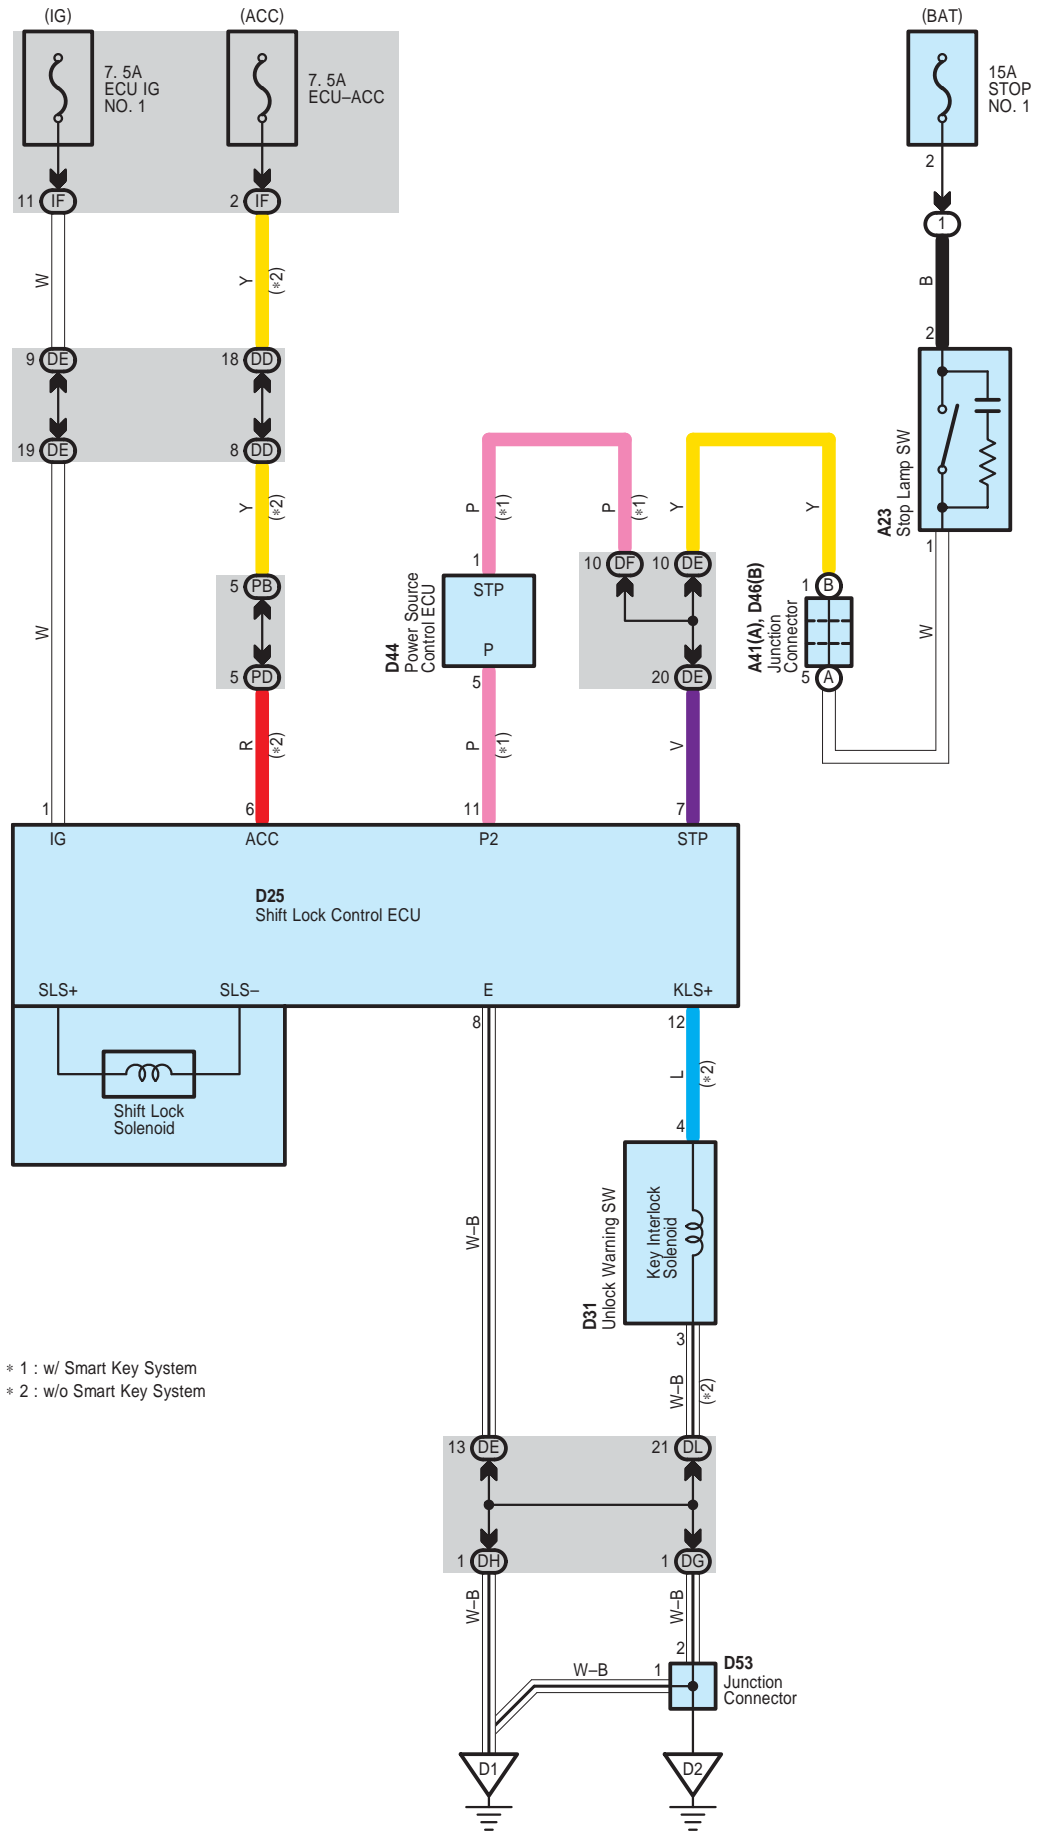 (IG)
(ACC)
(BAT)
7. 5A
ECU IG
NO. 1
7. 5A
ECU–ACC
15A
STOP
NO. 1
2
11 IF
2 IF
1
W
Y
(∗2)
B
2
9 DE
18 DD
19 DE
8 DD
A23
Stop Lamp SW
1
W
Y
(∗2)
P
(∗1)
P
(∗1)
Y
Y
W
5 PB
5 PD
1
STP
P
5
D44
Power Source
Control ECU
10 DF
10 DE
20 DE
A41(A), D46(B)
Junction
Connector
1 B
5 A
R
(∗2)
P
(∗1)
V
1
6
11
7
IG
ACC
P2
STP
D25
Shift Lock Control ECU
SLS+
SLS–
E
KLS+
8
12
Shift Lock
Solenoid
L
(∗2)
4
W–B
D31
Unlock Warning SW
Key Interlock
Solenoid
3
W–B
(∗2)
∗ 1 : w/ Smart Key System
∗ 2 : w/o Smart Key System
13 DE
21 DL
1 DH
1 DG
W–B
W–B
2
W–B
1
D53
Junction
Connector
D1
D2